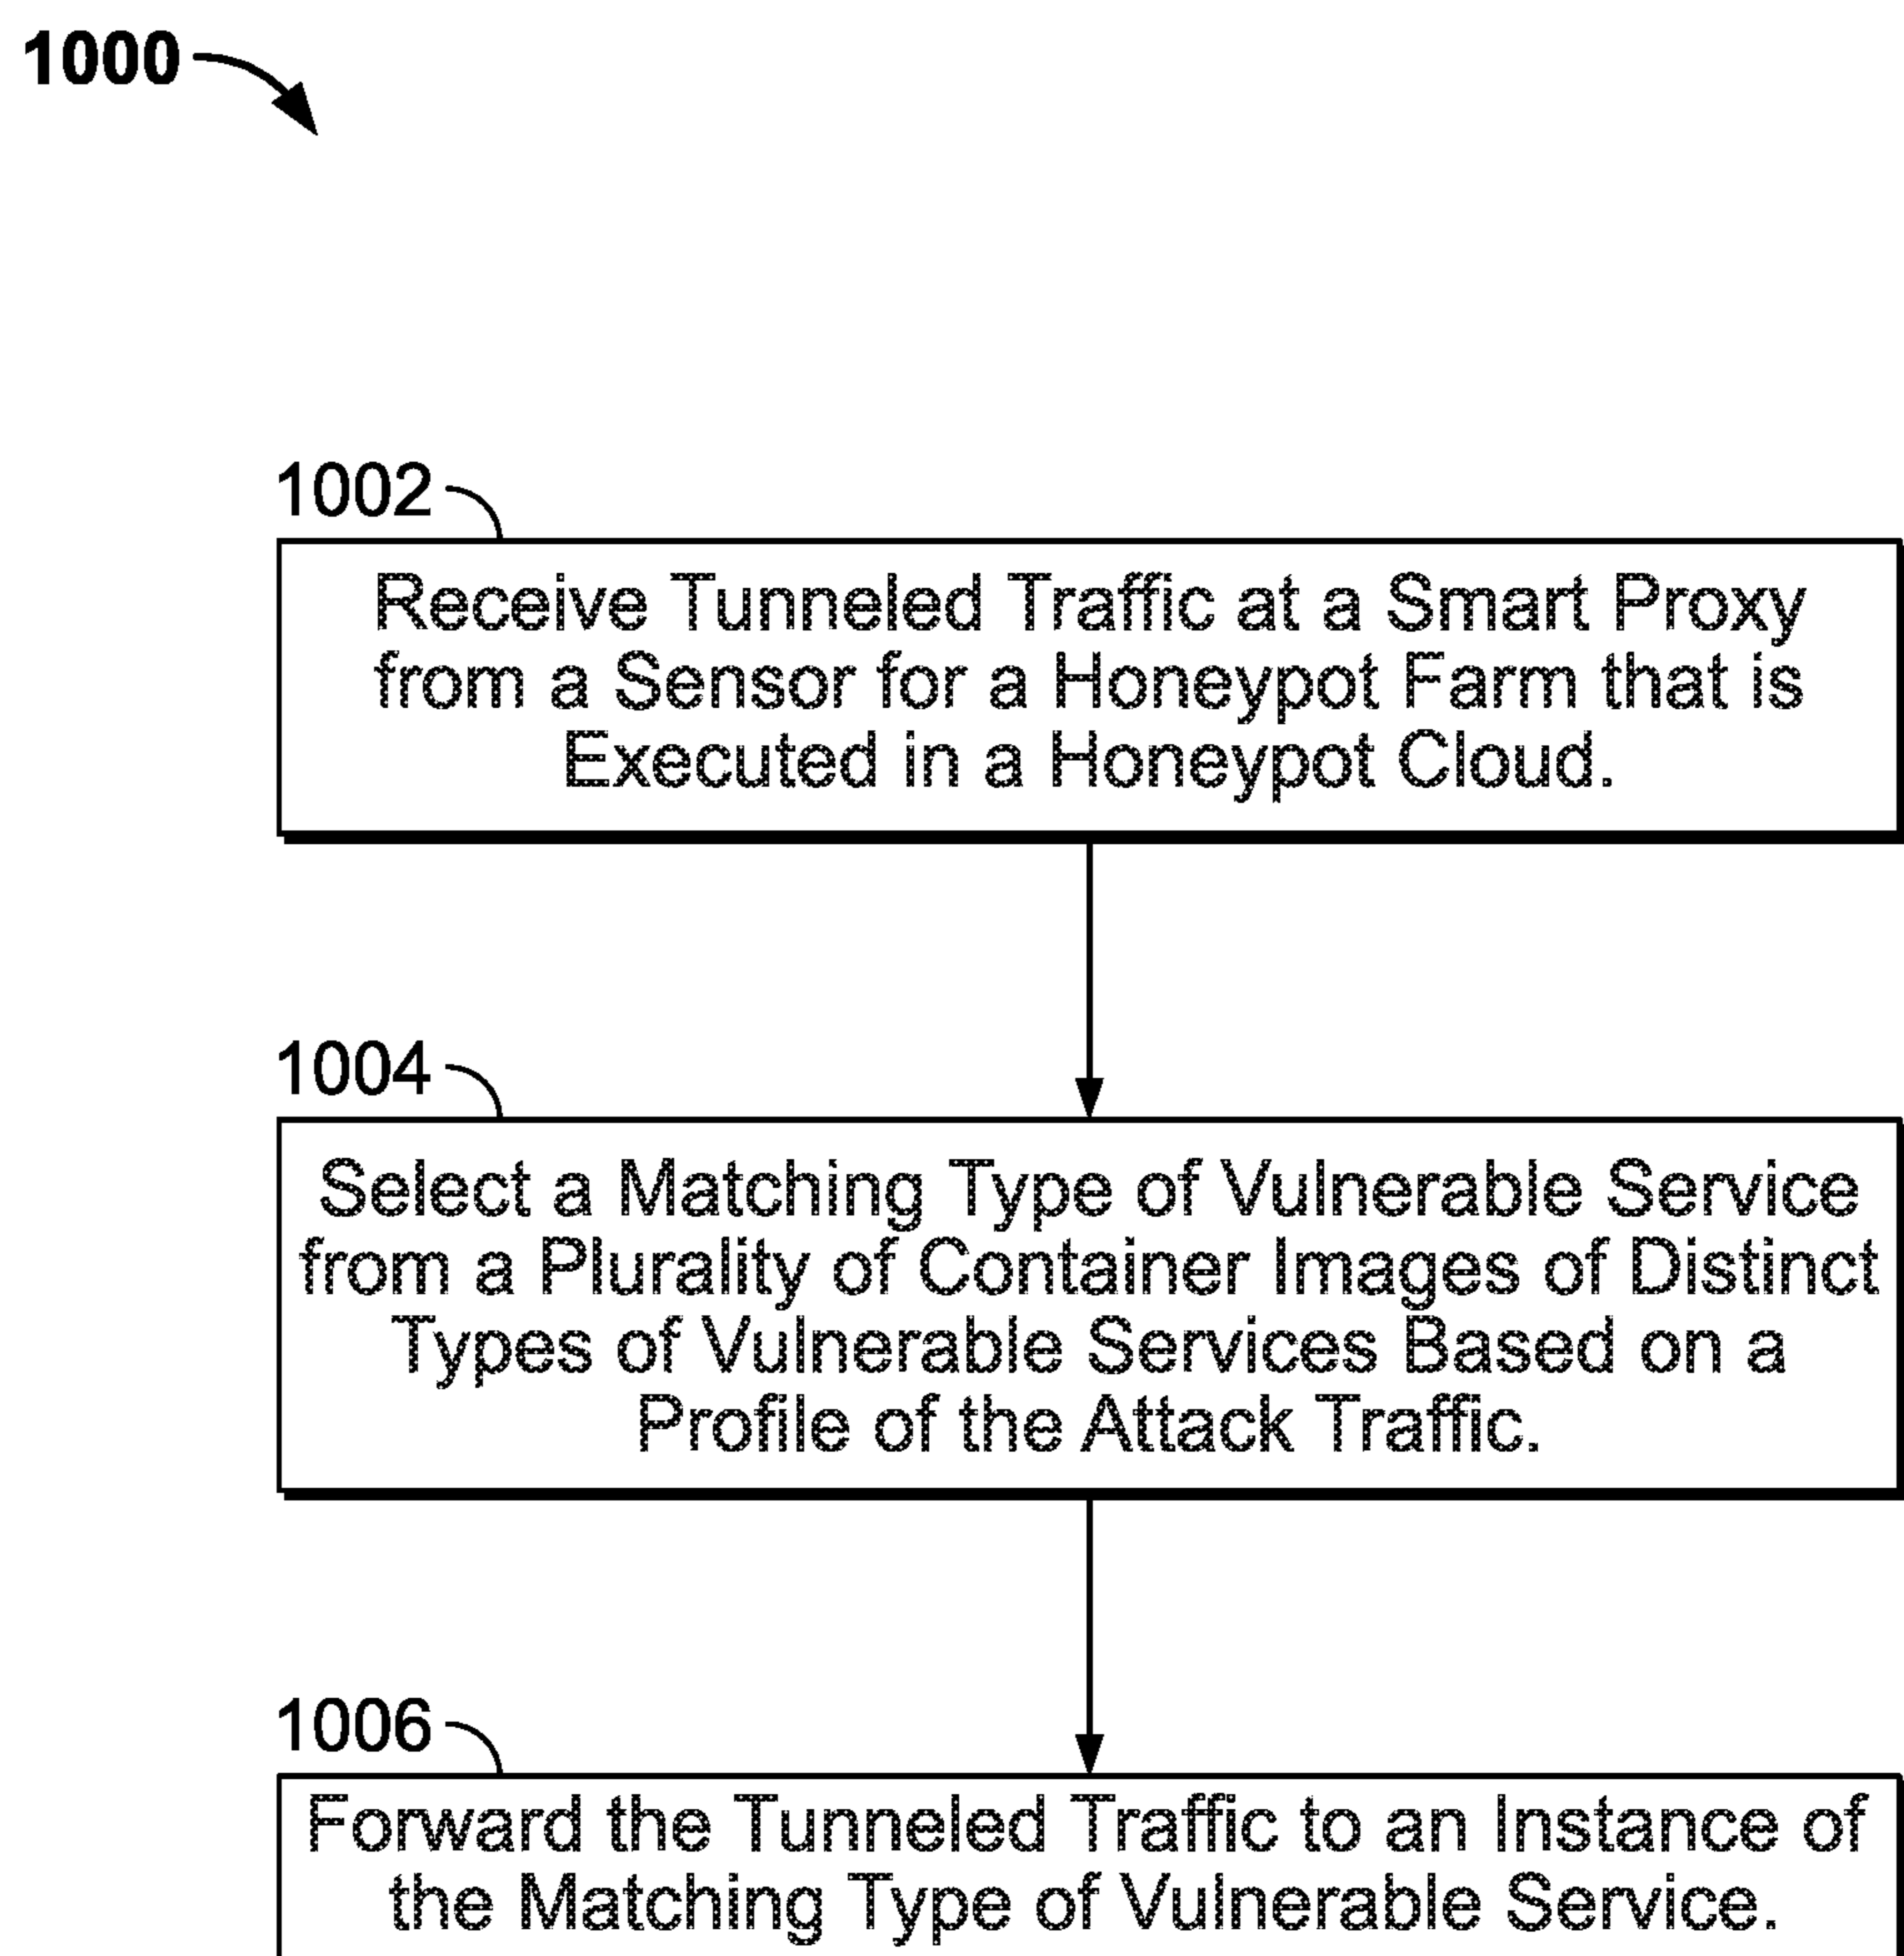 1000
1002
Receive Tunneled Traffic at a Smart Proxy
from a Sensor for a Honeypot Farm that is
Executed in a Honeypot Cloud.
1004
Select a Matching Type of Vulnerable Service
from a Plurality of Container Images of Distinct
Types of Vulnerable Services Based on a
Profile of the Attack Traffic.
1006
Forward the Tunneled Traffic to an Instance of
the Matching Type of Vulnerable Service.